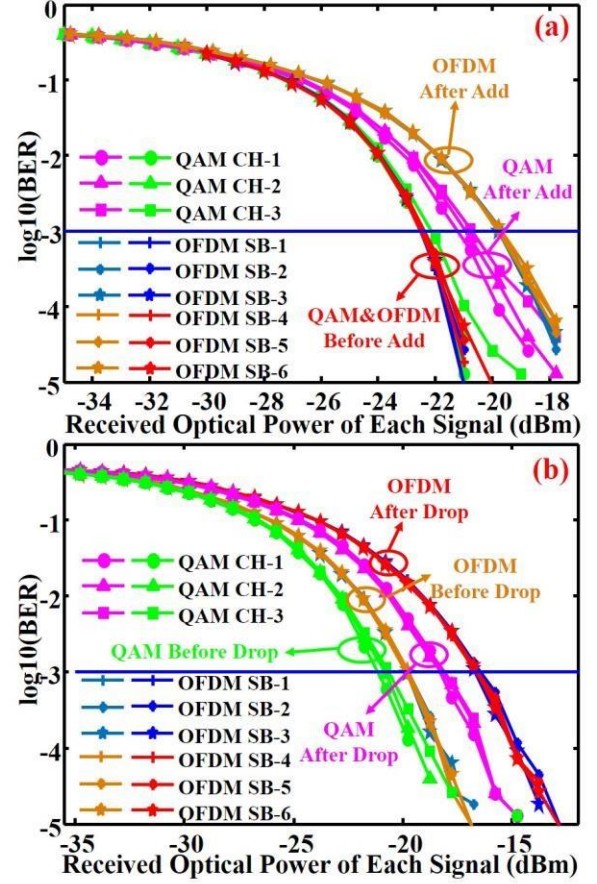 0
(a)
OFDM
After Add
-1
QAM CH-1
QAM
After Add
-2
QAM CH-2
QAM CH-3
log10(BER)
-3
OFDM SB-1
OFDM SB-2
OFDM SB-3
-4
OFDM SB-4
QAM&OFDM
Before Add
OFDM SB-5
OFDM SB-6
-5
-34 -32 -30 -28 -26 -24 -22 -20 -18
Received Optical Power of Each Signal (dBm)
0
(b)
OFDM
After Drop
-1
QAM CH-1
OFDM
Before Drop
QAM CH-2
-2
QAM CH-3
QAM Before Drop
log10(BER)
-3
OFDM SB-1
OFDM SB-2
QAM
After Drop
OFDM SB-3
-4
OFDM SB-4
OFDM SB-5
OFDM SB-6
-5
-35 -30 -25 -20 -15
Received Optical Power of Each Signal (dBm)